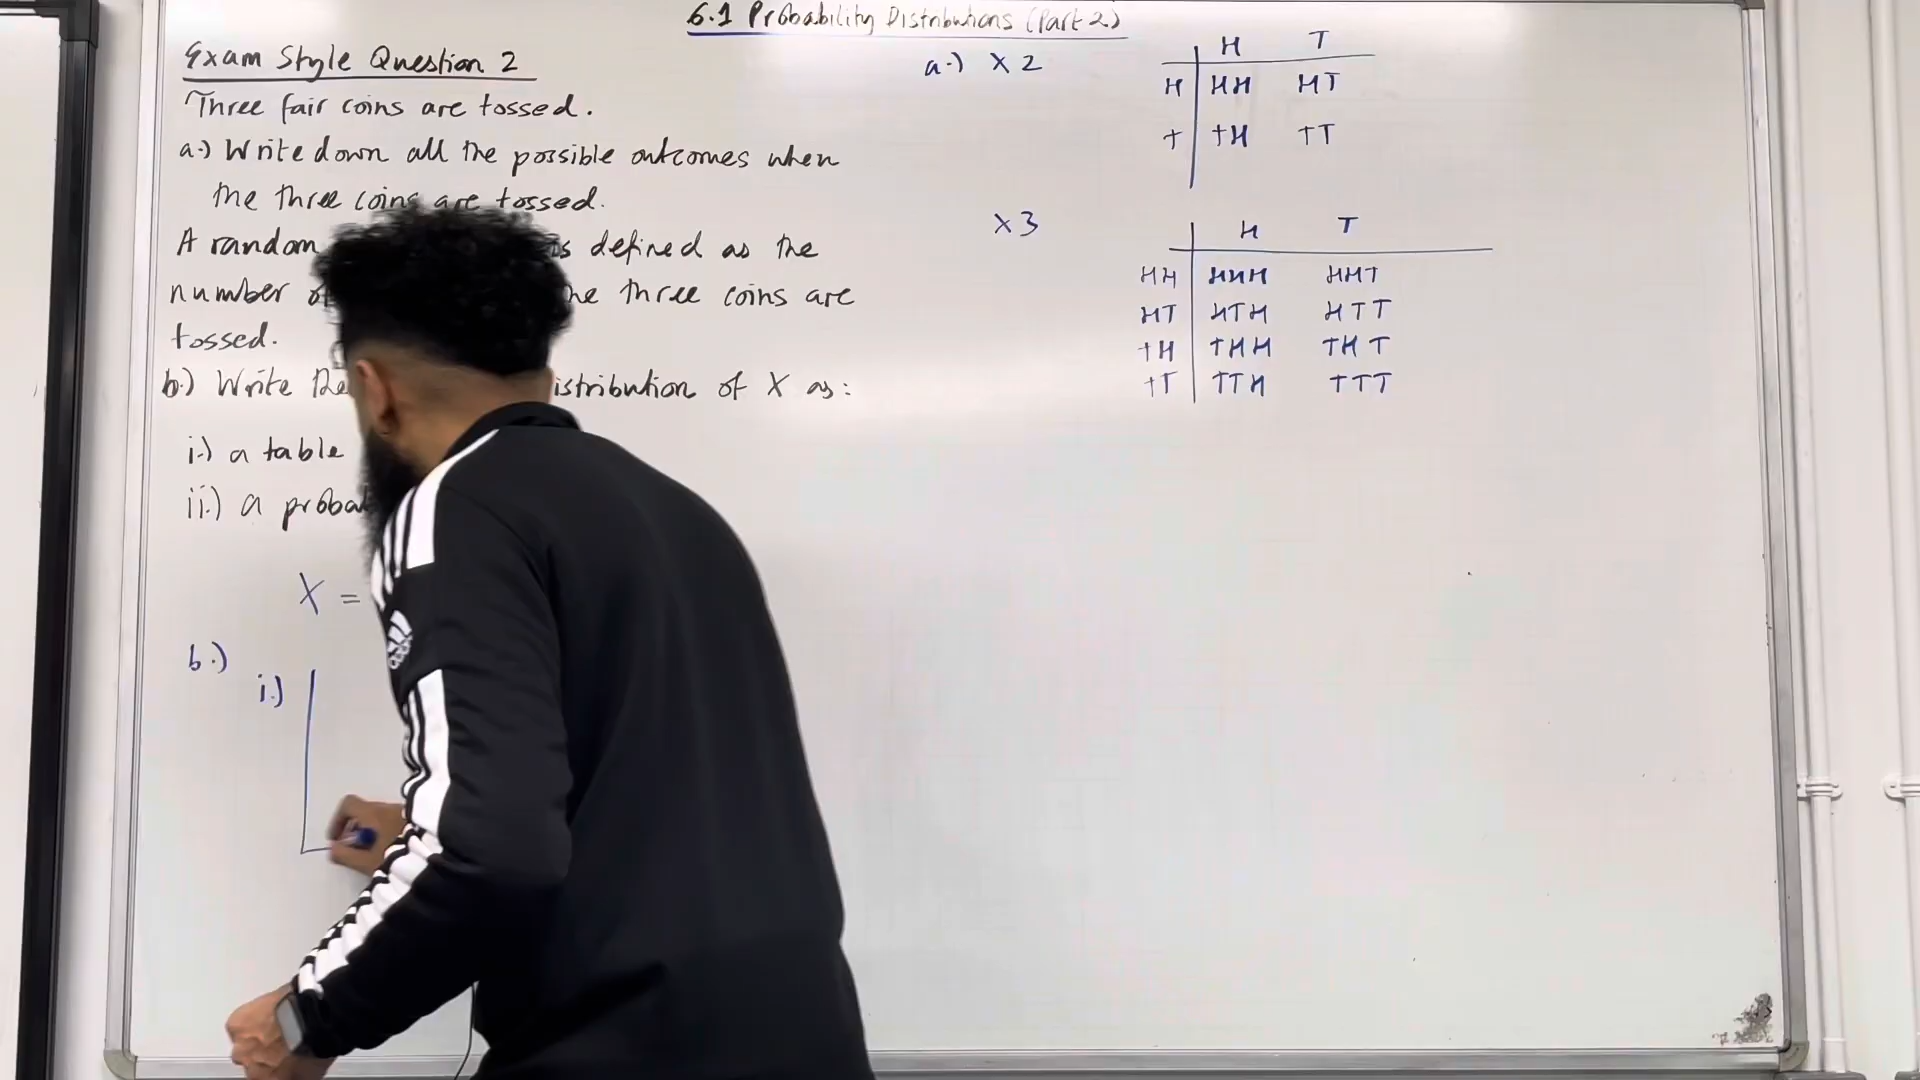 6.1 Probability Distributions (Part 2)
Exam Style Question 2
Three fair coins are tossed.
a.) Write down all the possible outcomes when
the three coins are tossed.
A random is defined as the
number the three coins are
tossed.
b.) Write the distribution of X as:
i.) a table
ii.) a
X =
b.)
i.)
a.) X 2
H T
H HH HT
T TH TT
X 3
H T
HH HHH HHT
HT HTH HTT
TH THH THT
TT TTH TTT